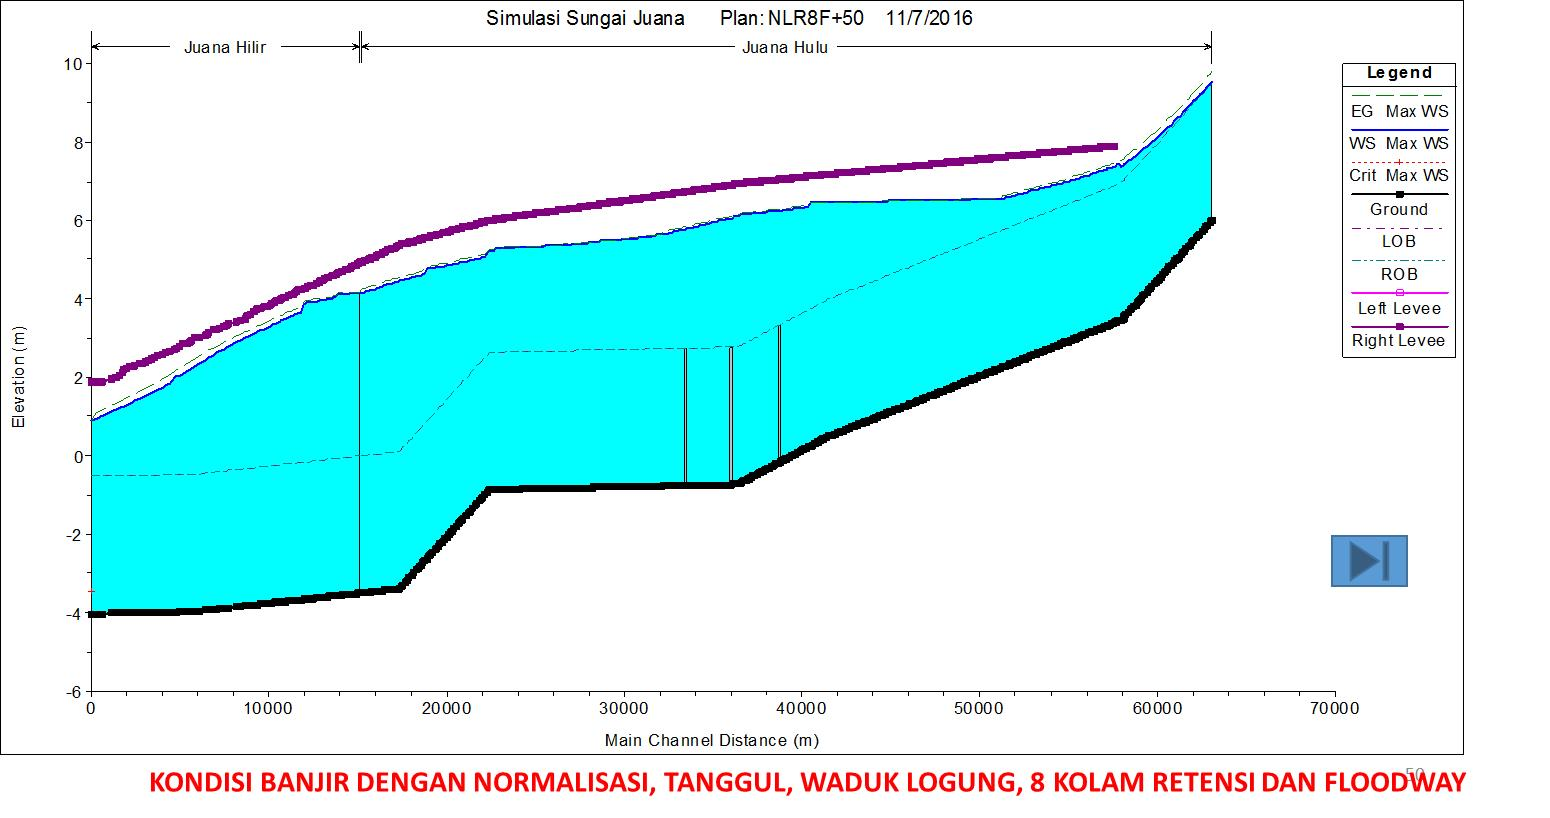 Simulasi Sungai Juana Plan: NLR8F+50 11/7/2016
Juana Hilir
Juana Hulu
Legend
EG Max WS
WS Max WS
Crit Max WS
Ground
LOB
ROB
Left Levee
Right Levee
Elevation (m)
10
8
6
4
2
0
-2
-4
-6
0 10000 20000 30000 40000 50000 60000 70000
Main Channel Distance (m)
50
KONDISI BANJIR DENGAN NORMALISASI, TANGGUL, WADUK LOGUNG, 8 KOLAM RETENSI DAN FLOODWAY